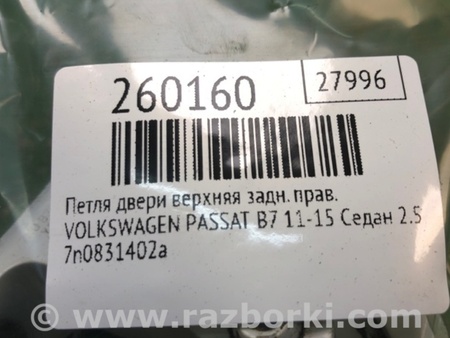 260160
27996
Петля двери верхняя задн. прав.
VOLKSWAGEN PASSAT B7 11-15 Седан 2.5
7n0831402a
© www.razborki.com